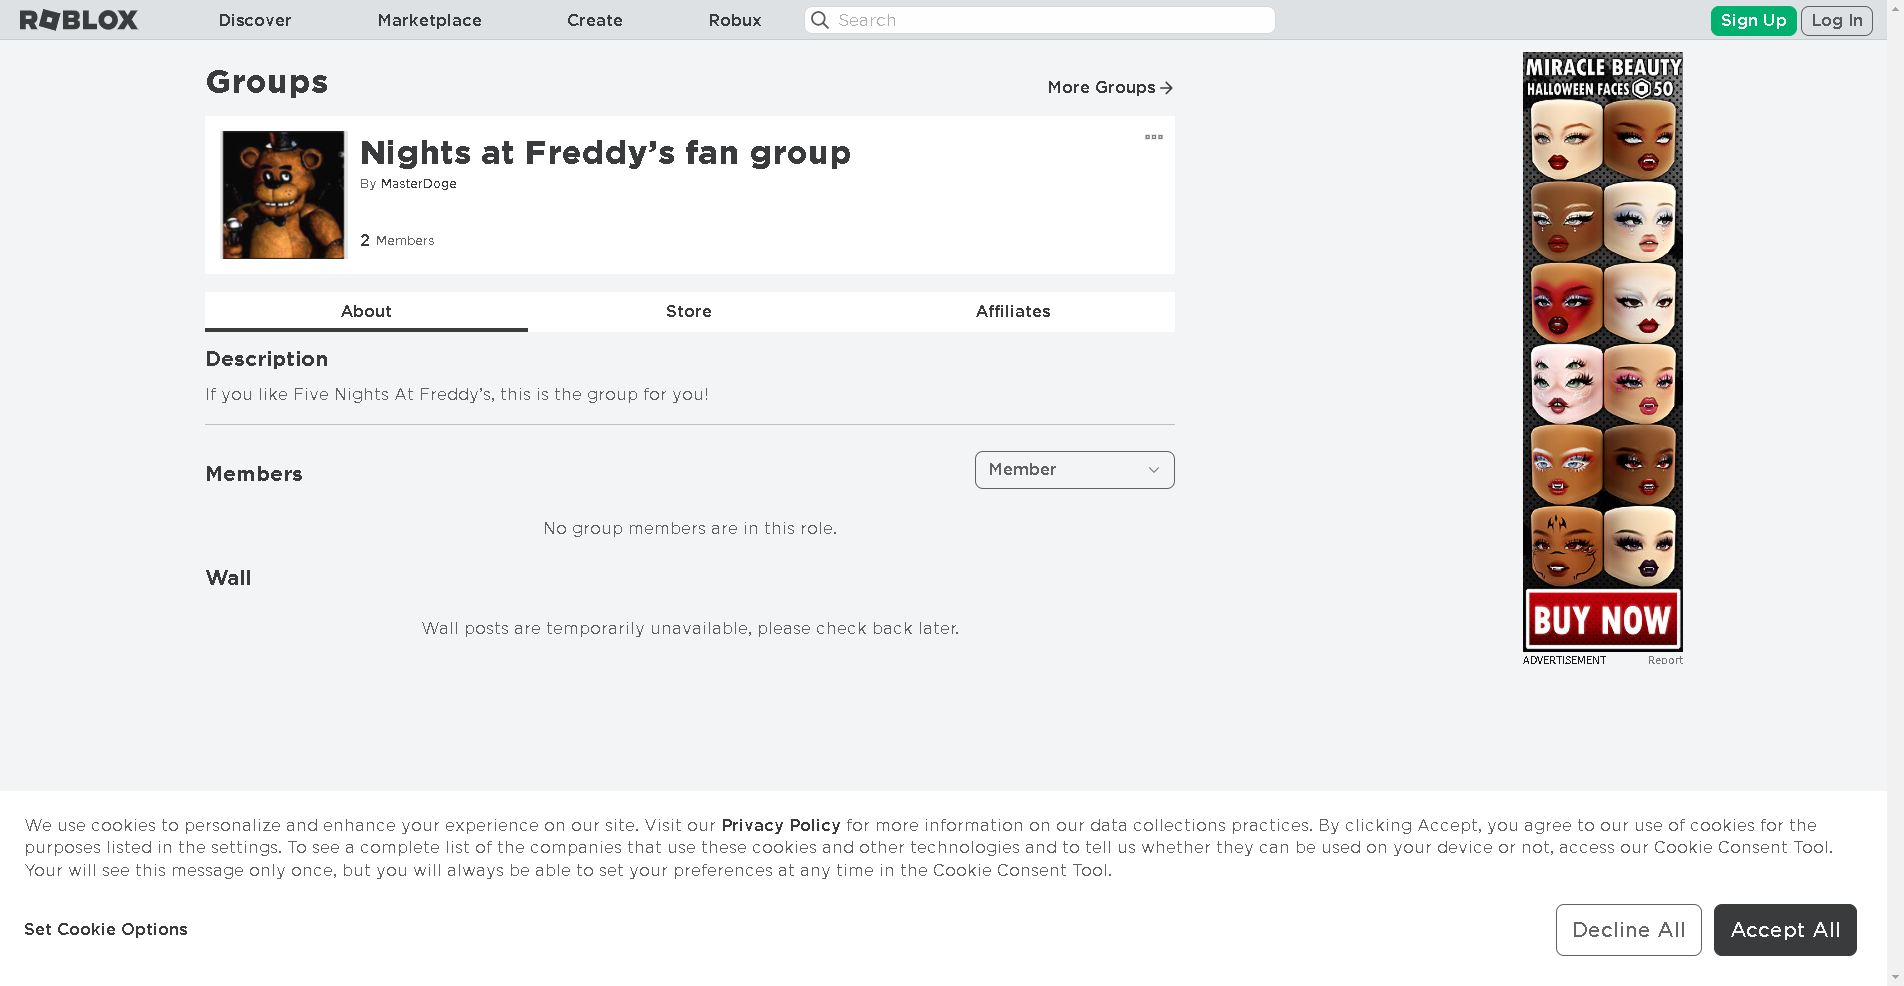 ROBLOX Discover Marketplace Create Robux Search Sign Up Log In
Groups
More Groups
Nights at Freddy's fan group
By MasterDoge
2 Members
About Store Affiliates
Description
If you like Five Nights At Freddy's, this is the group for you!
Members
Member
No group members are in this role.
Wall
Wall posts are temporarily unavailable, please check back later.
MIRACLE BEAUTY
HALLOWEEN FACES 50
BUY NOW
ADVERTISEMENT Report
We use cookies to personalize and enhance your experience on our site. Visit our Privacy Policy for more information on our data collections practices. By clicking Accept, you agree to our use of cookies for the
purposes listed in the settings. To see a complete list of the companies that use these cookies and other technologies and to tell us whether they can be used on your device or not, access our Cookie Consent Tool.
Your will see this message only once, but you will always be able to set your preferences at any time in the Cookie Consent Tool.
Set Cookie Options
Decline All
Accept All